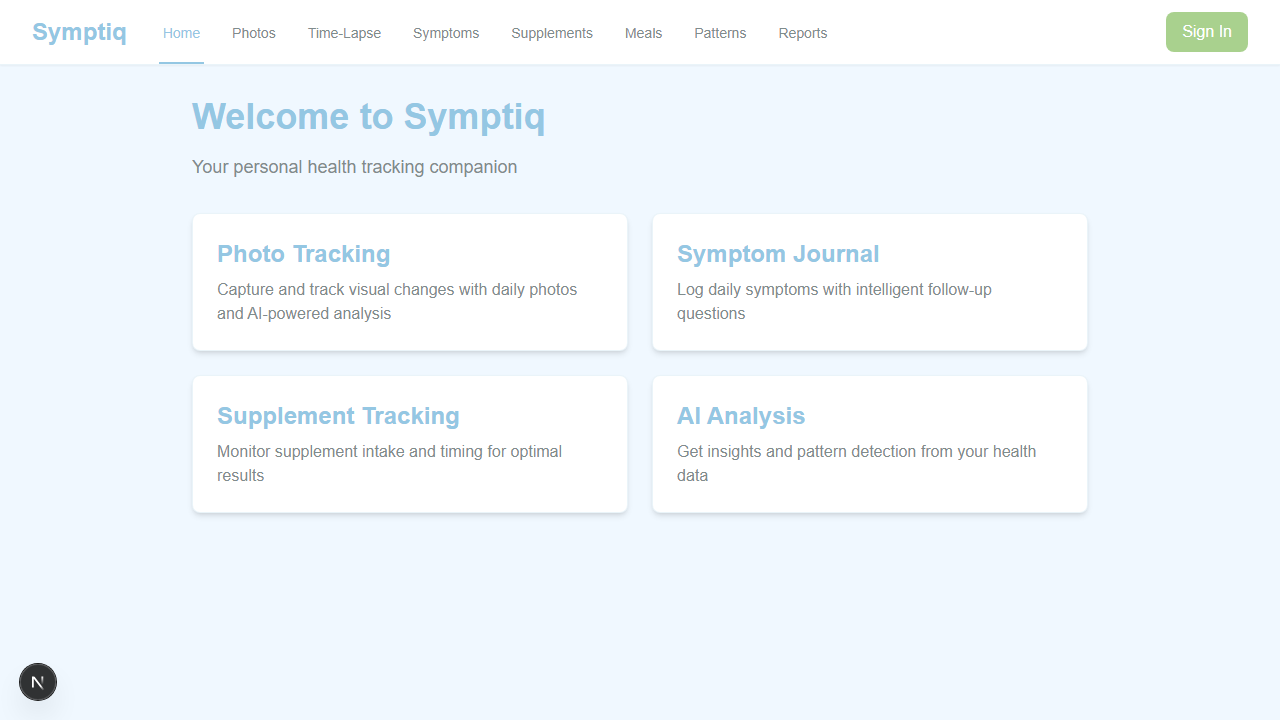 Symptiq
Home
Photos
Time-Lapse
Symptoms
Supplements
Meals
Patterns
Reports
Sign In
Welcome to Symptiq
Your personal health tracking companion
Photo Tracking
Capture and track visual changes with daily photos
and AI-powered analysis
Symptom Journal
Log daily symptoms with intelligent follow-up
questions
Supplement Tracking
Monitor supplement intake and timing for optimal
results
AI Analysis
Get insights and pattern detection from your health
data
N